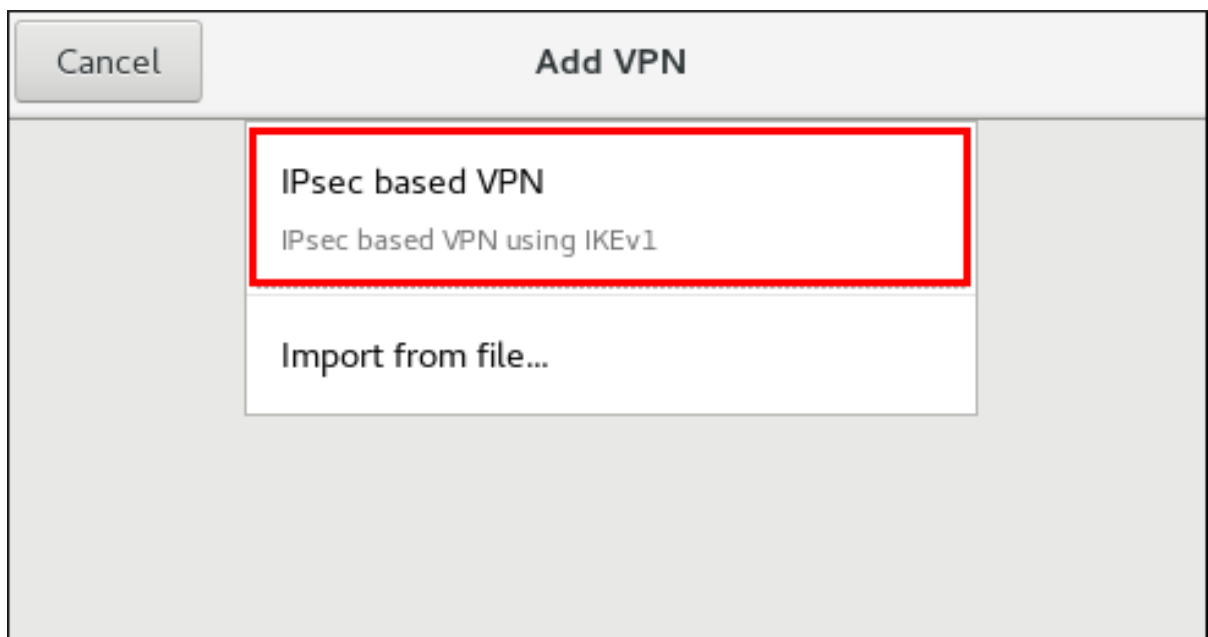 Cancel
Add VPN
IPsec based VPN
IPsec based VPN using IKEv1
Import from file...